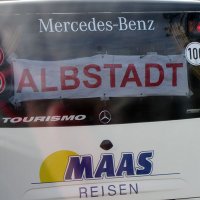 Mercedes-Benz
100
ALBSTADT
TOURISMO
MAAS
REISEN